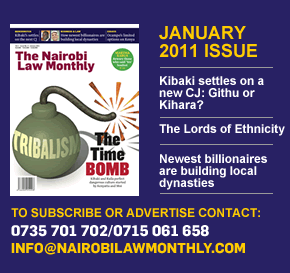 The Nairobi
Law Monthly
TRIBALISM
The
Time
BOMB
JANUARY
2011 ISSUE
Kibaki settles on a
new CJ: Githu or
Kihara?
The Lords of Ethnicity
Newest billionaires
are building local
dynasties
TO SUBSCRIBE OR ADVERTISE CONTACT:
0735 701 702/0715 061 658
INFO@NAIROBILAWMONTHLY.COM